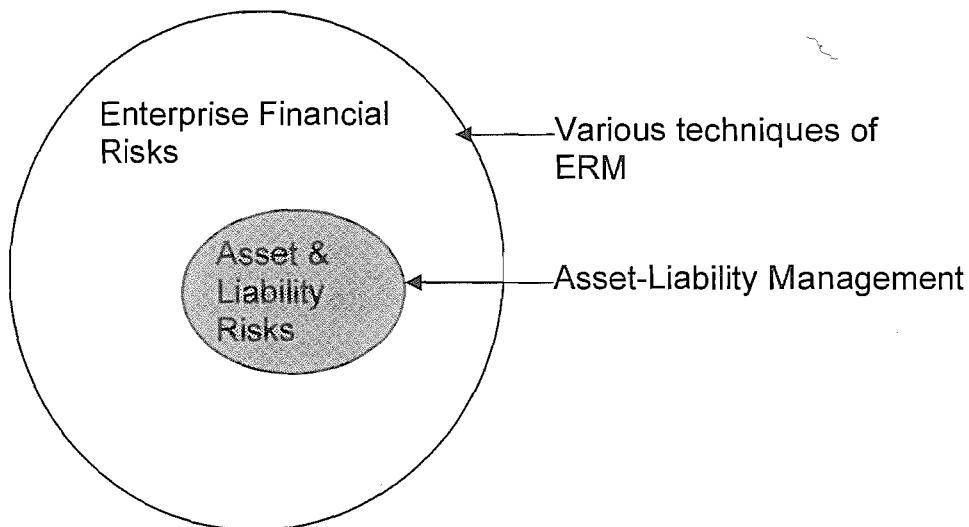 Enterprise Financial
Risks
Various techniques of
ERM
Asset &
Liability
Risks
Asset-Liability Management